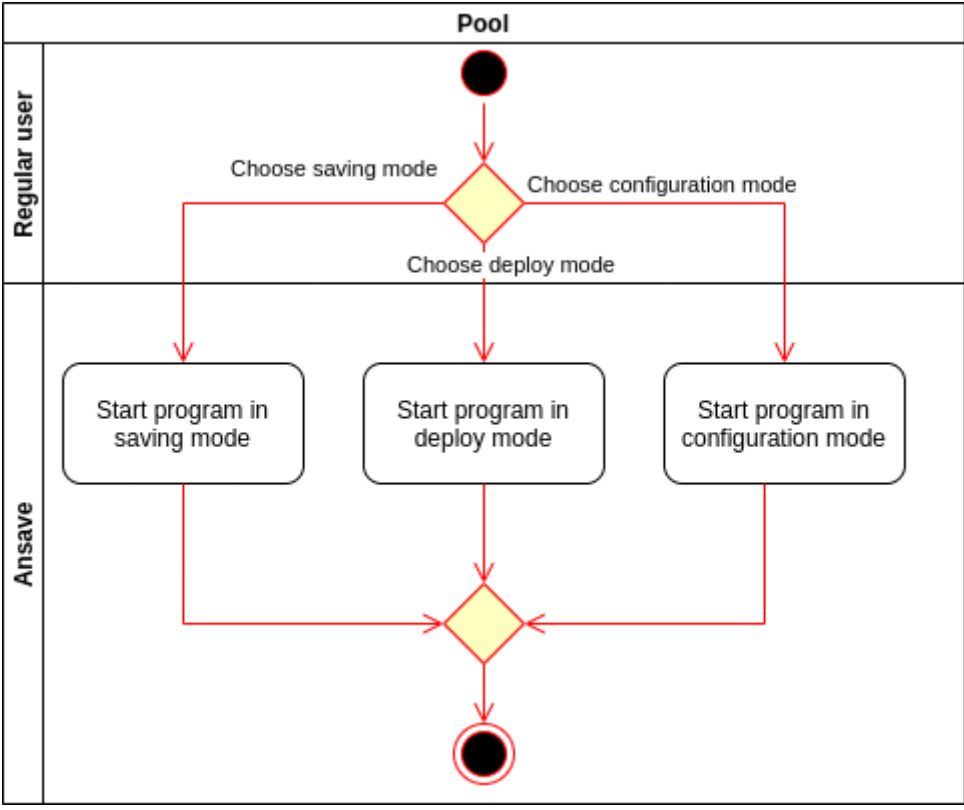 Pool
Regular user
Choose saving mode
Choose configuration mode
Choose deploy mode
Ansave
Start program in
saving mode
Start program in
deploy mode
Start program in
configuration mode